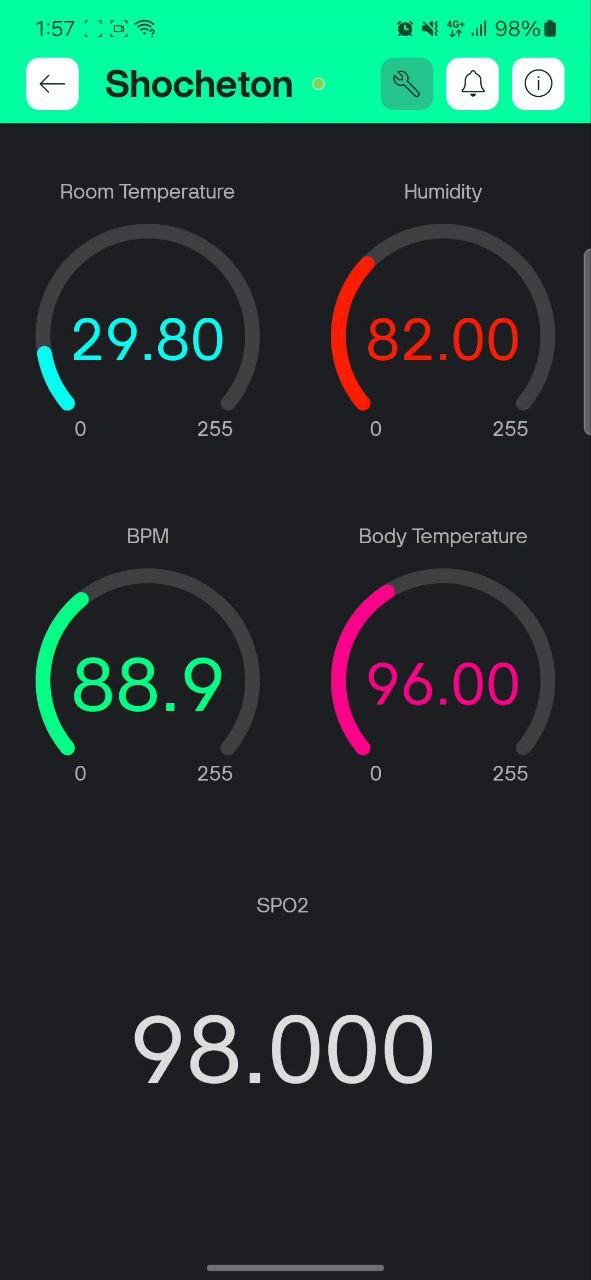 1:57 4G+ 98%
Shocheton
Room Temperature Humidity
29.80 82.00
0 255 0 255
BPM Body Temperature
88.9 96.00
0 255 0 255
SPO2
98.000